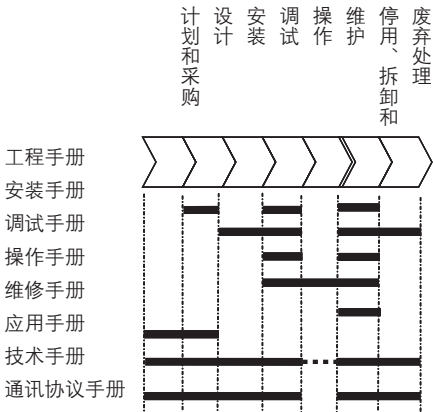 计划和采购
设计
安装
调试
操作
维护
停用、拆卸和
废弃处理
工程手册
安装手册
调试手册
操作手册
维修手册
应用手册
技术手册
通讯协议手册